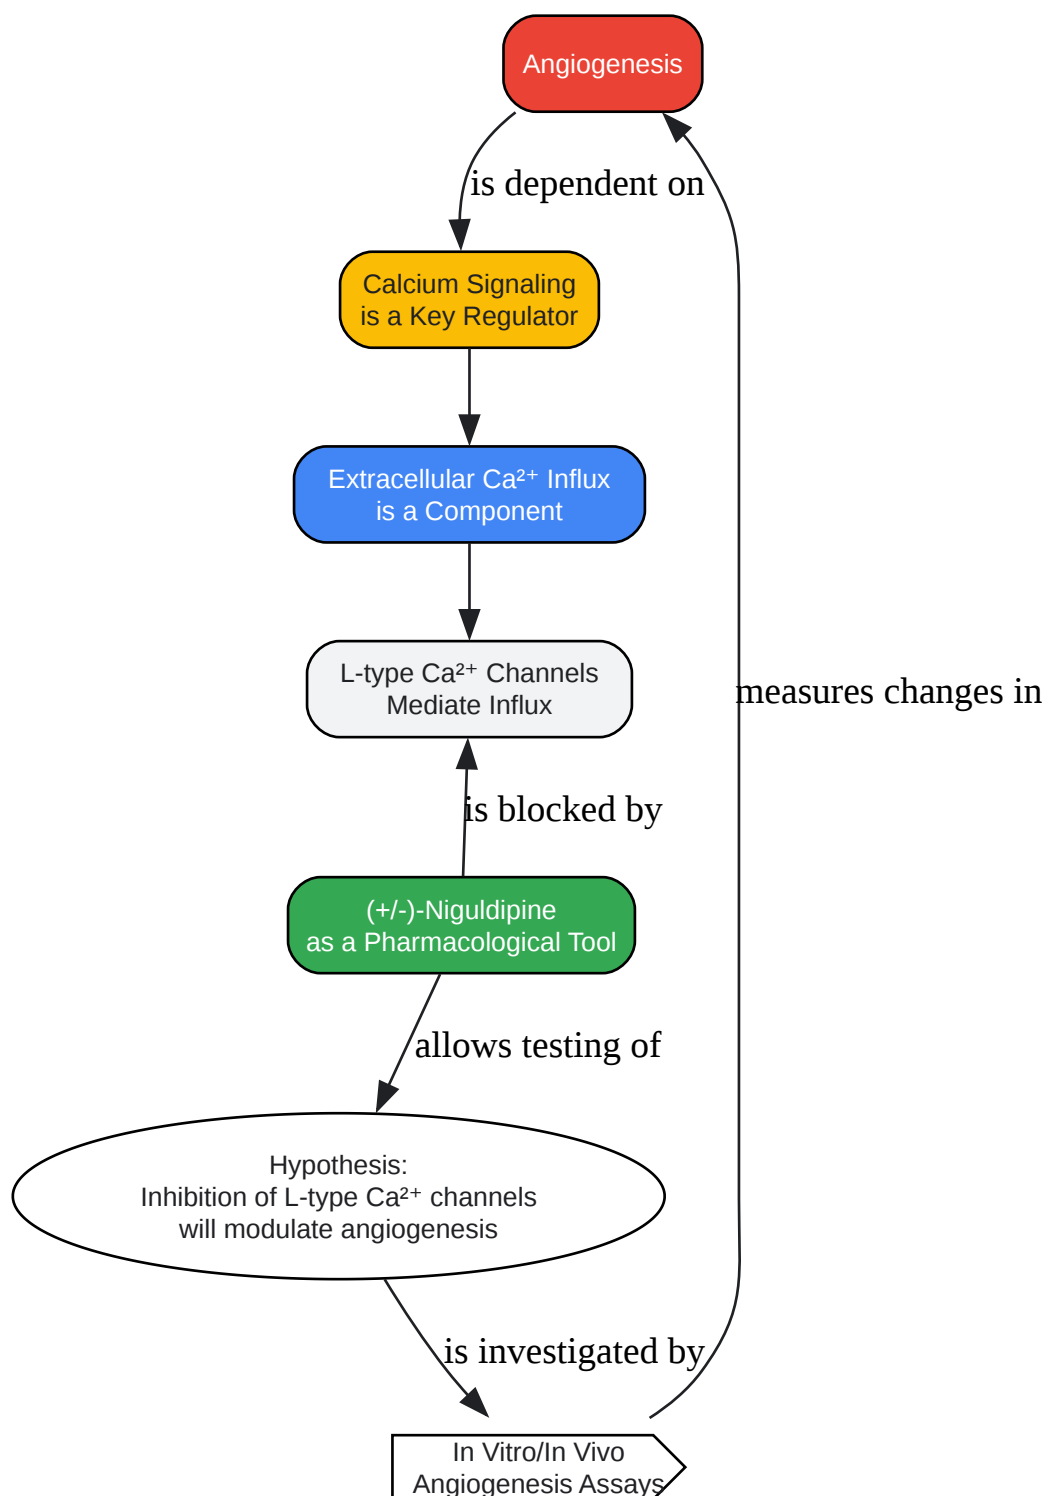 Angiogenesis
is dependent on
Calcium Signaling
is a Key Regulator
Extracellular Ca²⁺ Influx
is a Component
L-type Ca²⁺ Channels
Mediate Influx
measures changes in
is blocked by
(+/-)-Niguldipine
as a Pharmacological Tool
allows testing of
Hypothesis:
Inhibition of L-type Ca²⁺ channels
will modulate angiogenesis
is investigated by
In Vitro/In Vivo
Angiogenesis Assays